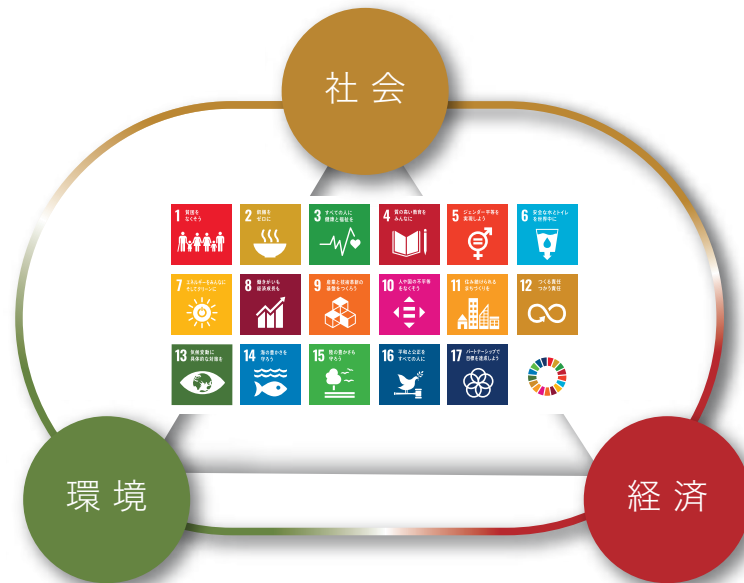 社会
1 貧困を
なくそう
2 飢餓を
ゼロに
3 すべての人に
健康と福祉を
4 質の高い教育を
みんなに
5 ジェンダー平等を
実現しよう
6 安全な水とトイレ
を世界中に
7 エネルギーをみんなに
そしてクリーンに
8 働きがいも
経済成長も
9 産業と技術革新の
基盤をつくろう
10 人や国の不平等
をなくそう
11 住み続けられる
まちづくりを
12 つくる責任
つかう責任
13 気候変動に
具体的な対策を
14 海の豊かさを
守ろう
15 陸の豊かさも
守ろう
16 平和と公正を
すべての人に
17 パートナーシップで
目標を達成しよう
環境
経済